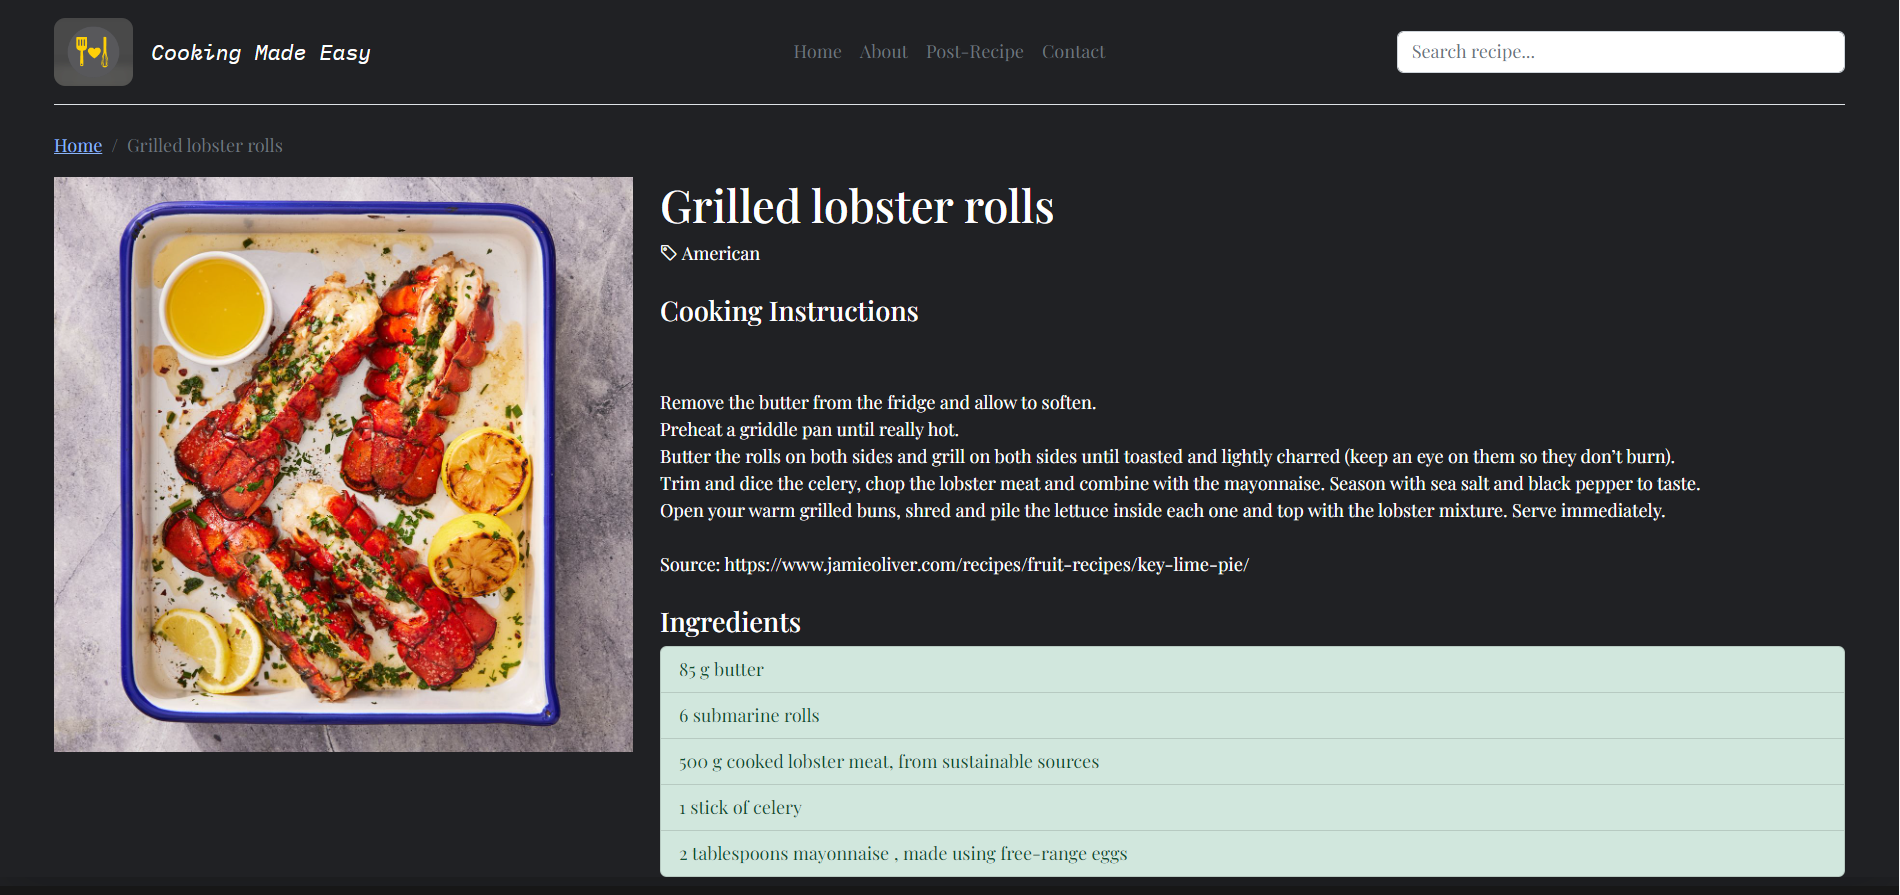 Cooking Made Easy
Home About Post-Recipe Contact
Search recipe...
Home / Grilled lobster rolls
Grilled lobster rolls
American
Cooking Instructions
Remove the butter from the fridge and allow to soften.
Preheat a griddle pan until really hot.
Butter the rolls on both sides and grill on both sides until toasted and lightly charred (keep an eye on them so they don’t burn).
Trim and dice the celery, chop the lobster meat and combine with the mayonnaise. Season with sea salt and black pepper to taste.
Open your warm grilled buns, shred and pile the lettuce inside each one and top with the lobster mixture. Serve immediately.
Source: https://www.jamieoliver.com/recipes/fruit-recipes/key-lime-pie/
Ingredients
85 g butter
6 submarine rolls
500 g cooked lobster meat, from sustainable sources
1 stick of celery
2 tablespoons mayonnaise , made using free-range eggs